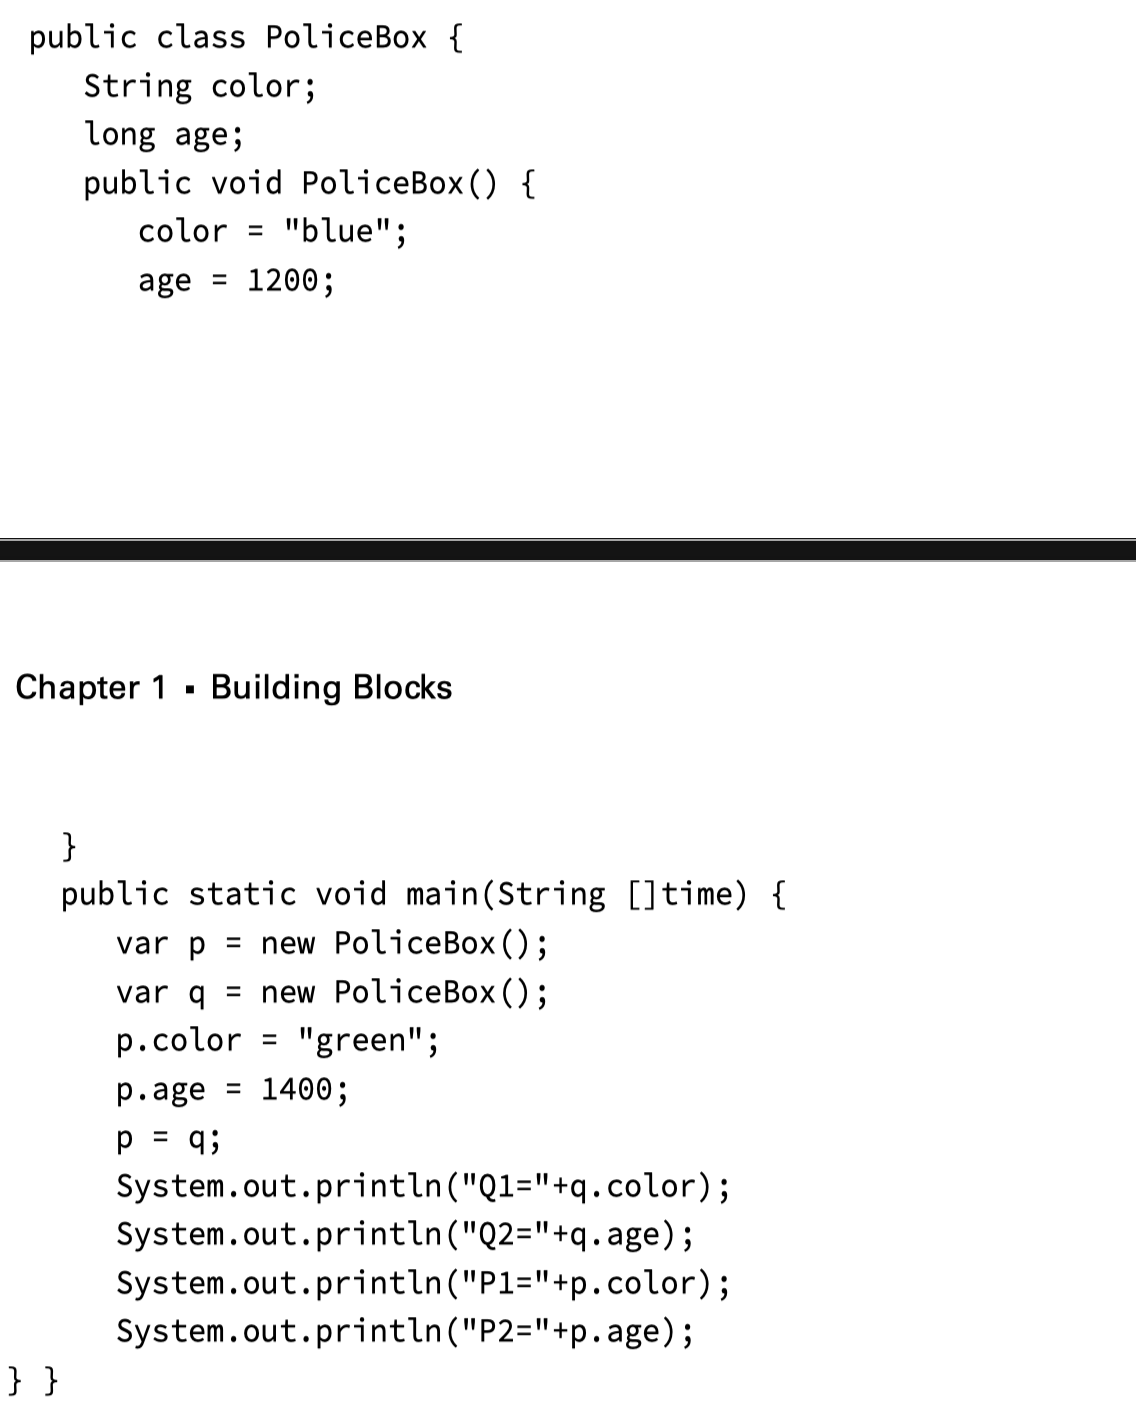 public class PoliceBox {
String color;
long age;
public void PoliceBox() {
color = "blue";
age = 1200;
Chapter 1 ▪ Building Blocks
}
public static void main(String []time) {
var p = new PoliceBox();
var q = new PoliceBox();
p.color = "green";
p.age = 1400;
p = q;
System.out.println("Q1="+q.color);
System.out.println("Q2="+q.age);
System.out.println("P1="+p.color);
System.out.println("P2="+p.age);
} }